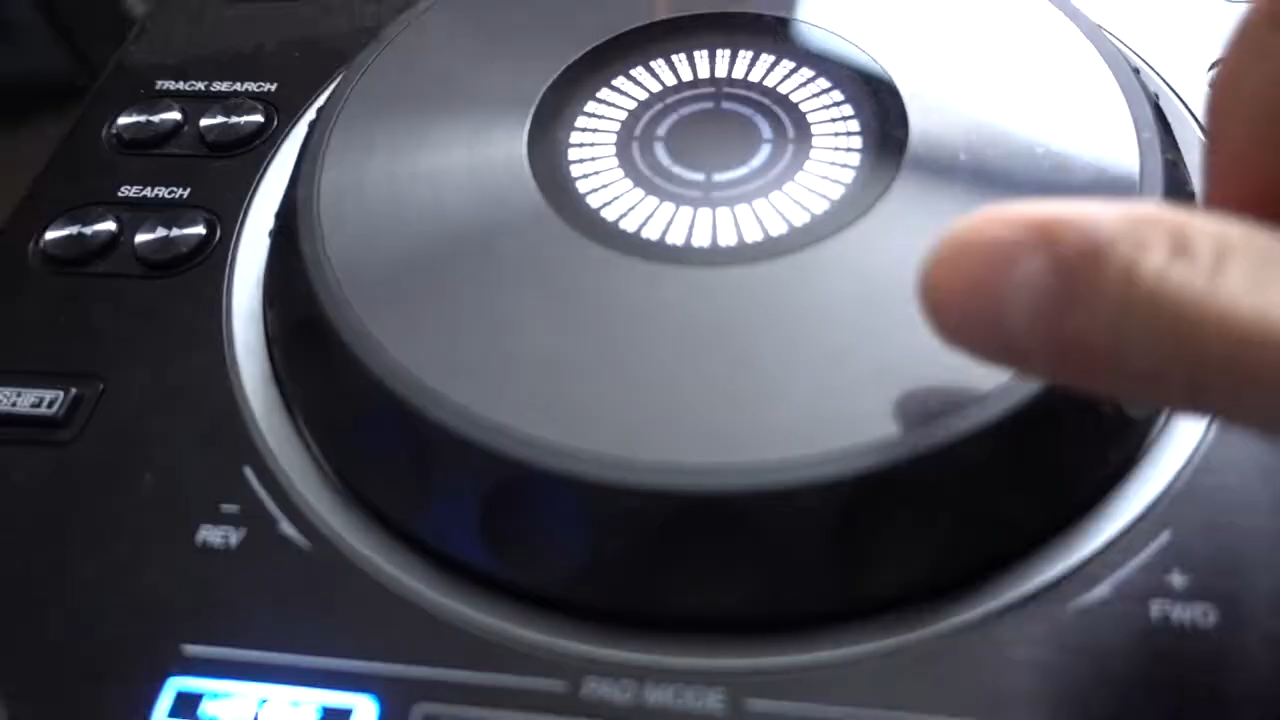 TRACK SEARCH
SEARCH
SHIFT
−
REV
+
FWD
PAD MODE